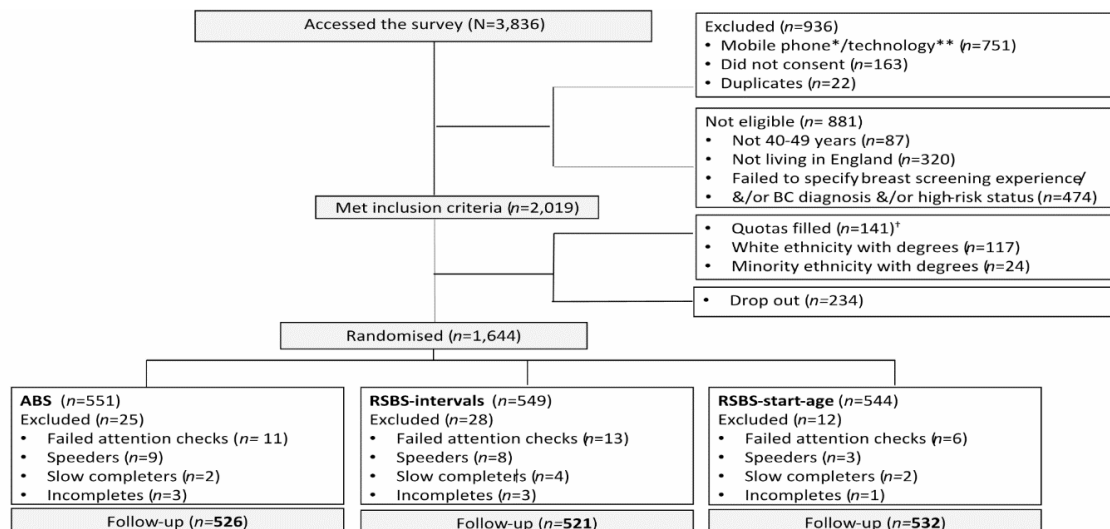 Accessed the survey (N=3,836)
Excluded (n=936)
• Mobile phone*/technology** (n=751)
• Did not consent (n=163)
• Duplicates (n=22)
Not eligible (n= 881)
• Not 40-49 years (n=87)
• Not living in England (n=320)
• Failed to specify breast screening experience/
• &/or BC diagnosis &/or high-risk status (n=474)
Met inclusion criteria (n=2,019)
• Quotas filled (n=141)†
• White ethnicity with degrees (n=117)
• Minority ethnicity with degrees (n=24)
• Drop out (n=234)
Randomised (n=1,644)
ABS (n=551)
Excluded (n=25)
• Failed attention checks (n= 11)
• Speeders (n=9)
• Slow completers (n=2)
• Incompletes (n=3)
Follow-up (n=526)
RSBS-intervals (n=549)
Excluded (n=28)
• Failed attention checks (n=13)
• Speeders (n=8)
• Slow completers (n=4)
• Incompletes (n=3)
Follow-up (n=521)
RSBS-start-age (n=544)
Excluded (n=12)
• Failed attention checks (n=6)
• Speeders (n=3)
• Slow completers (n=2)
• Incompletes (n=1)
Follow-up (n=532)